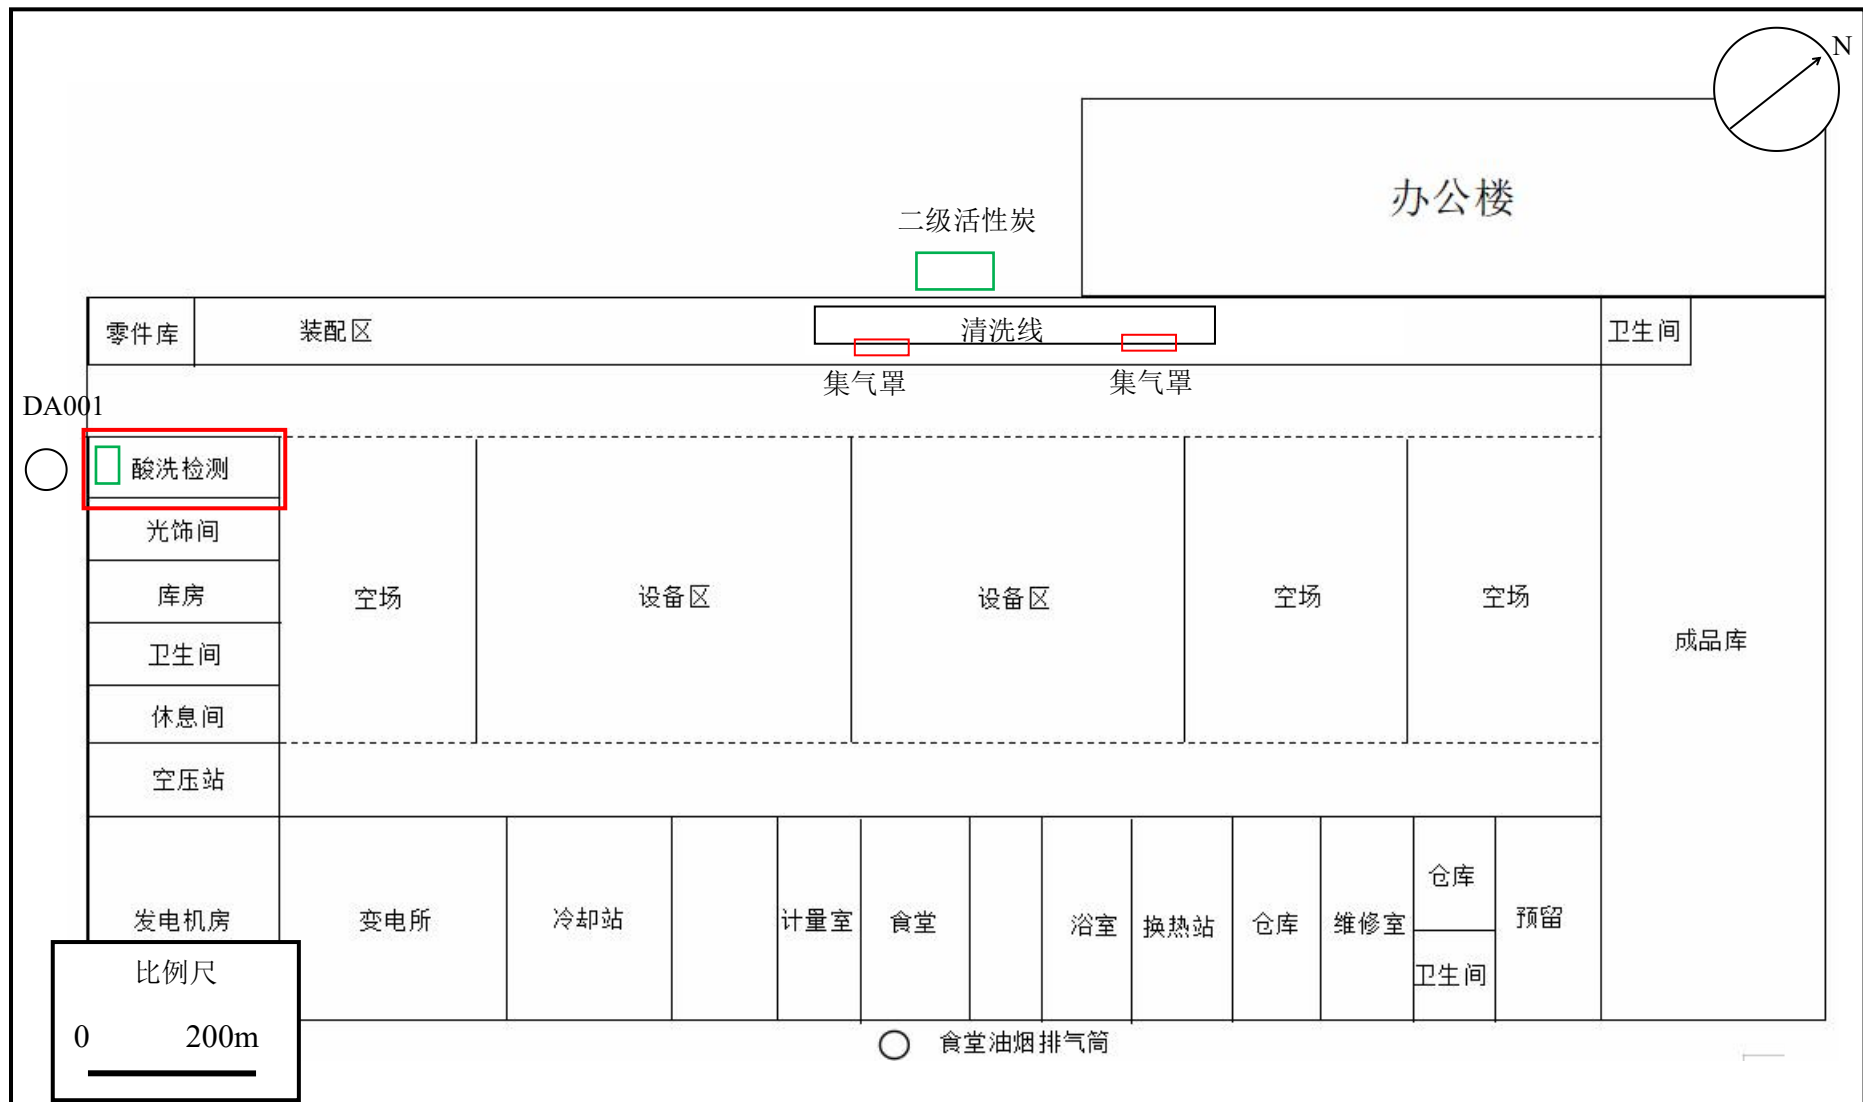 N
办公楼
二级活性炭
零件库
装配区
清洗线
卫生间
集气罩
集气罩
DA001
酸洗检测
光饰间
库房
卫生间
休息间
空压站
空场
设备区
设备区
空场
空场
成品库
发电机房
变电所
冷却站
计量室
食堂
浴室
换热站
仓库
维修室
仓库
卫生间
预留
比例尺
0 200m
食堂油烟排气筒